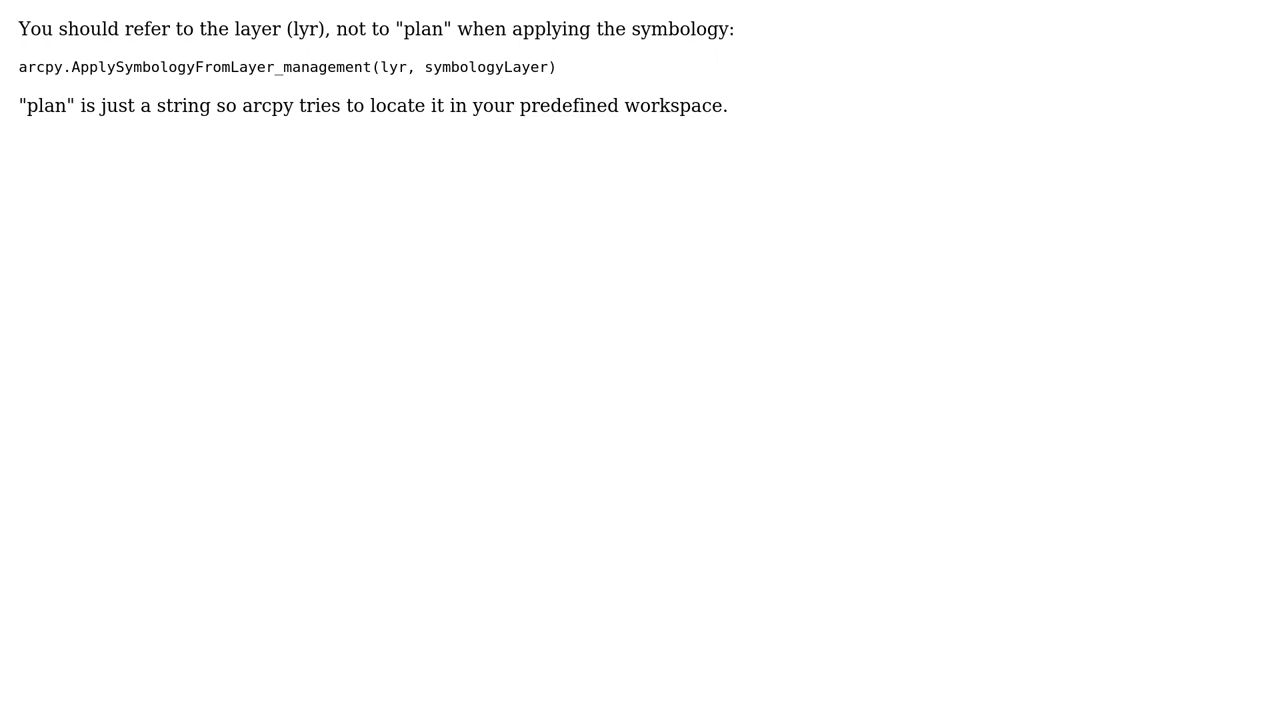 You should refer to the layer (lyr), not to "plan" when applying the symbology:
arcpy.ApplySymbologyFromLayer_management(lyr, symbologyLayer)
"plan" is just a string so arcpy tries to locate it in your predefined workspace.